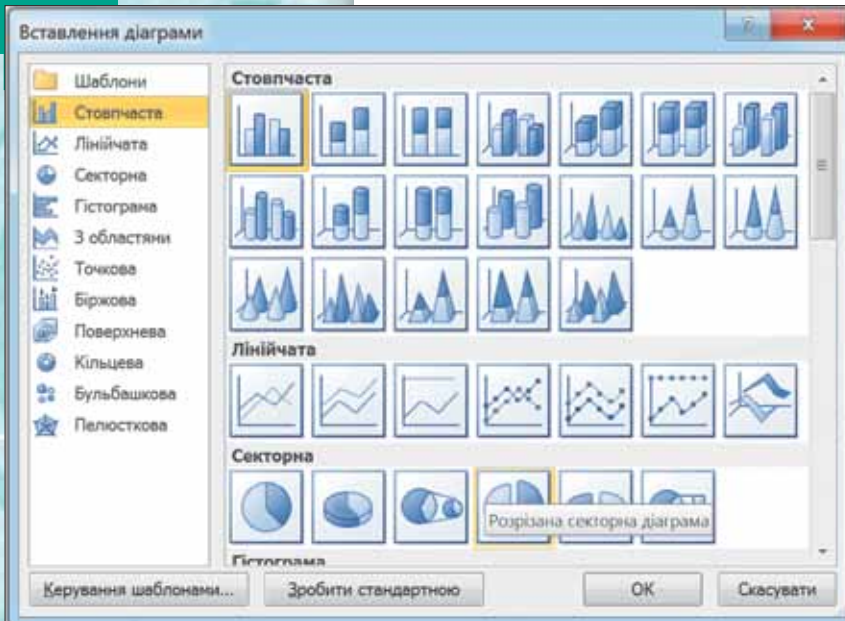 Вставлення діаграми
Шаблони
Стовпчаста
Лінійчата
Секторна
Гістограма
З областями
Точкова
Біржова
Поверхнева
Кільцева
Бульбашкова
Пелюсткова
Стовпчаста
Лінійчата
Секторна
Розрізана секторна діаграма
Гістограма
Керування шаблонами...
Зробити стандартною
ОК
Скасувати